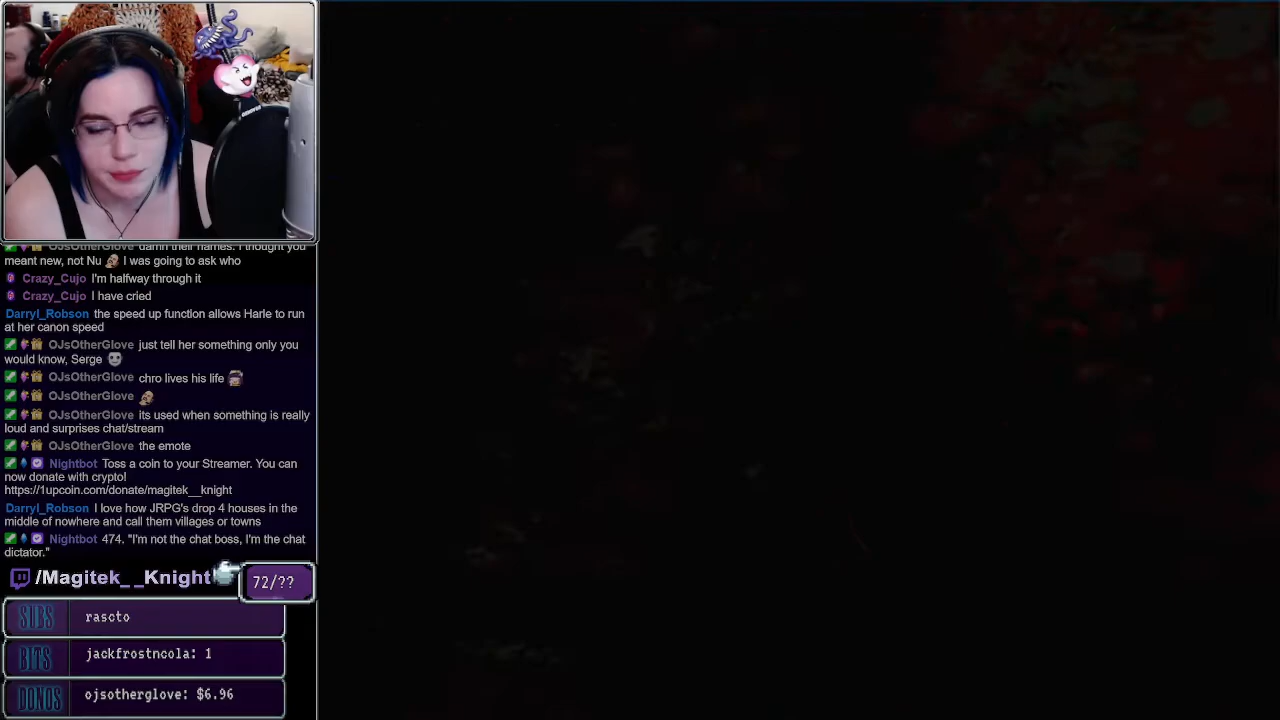 OJsOtherGlove damn their names. I thought you
meant new, not Nu I was going to ask who
Crazy_Cujo I'm halfway through it
Crazy_Cujo I have cried
Darryl_Robson the speed up function allows Harle to run
at her canon speed
OJsOtherGlove just tell her something only you
would know, Serge
OJsOtherGlove chro lives his life
OJsOtherGlove
OJsOtherGlove its used when something is really
loud and surprises chat/stream
OJsOtherGlove the emote
Nightbot Toss a coin to your Streamer. You can
now donate with crypto!
https://1upcoin.com/donate/magitek__knight
Darryl_Robson I love how JRPG's drop 4 houses in the
middle of nowhere and call them villages or towns
Nightbot 474. "I'm not the chat boss, I'm the chat
dictator."
/Magitek__Knight
72/??
SUBS rascto
BITS jackfrostncola: 1
DONOS ojsotherglove: $6.96